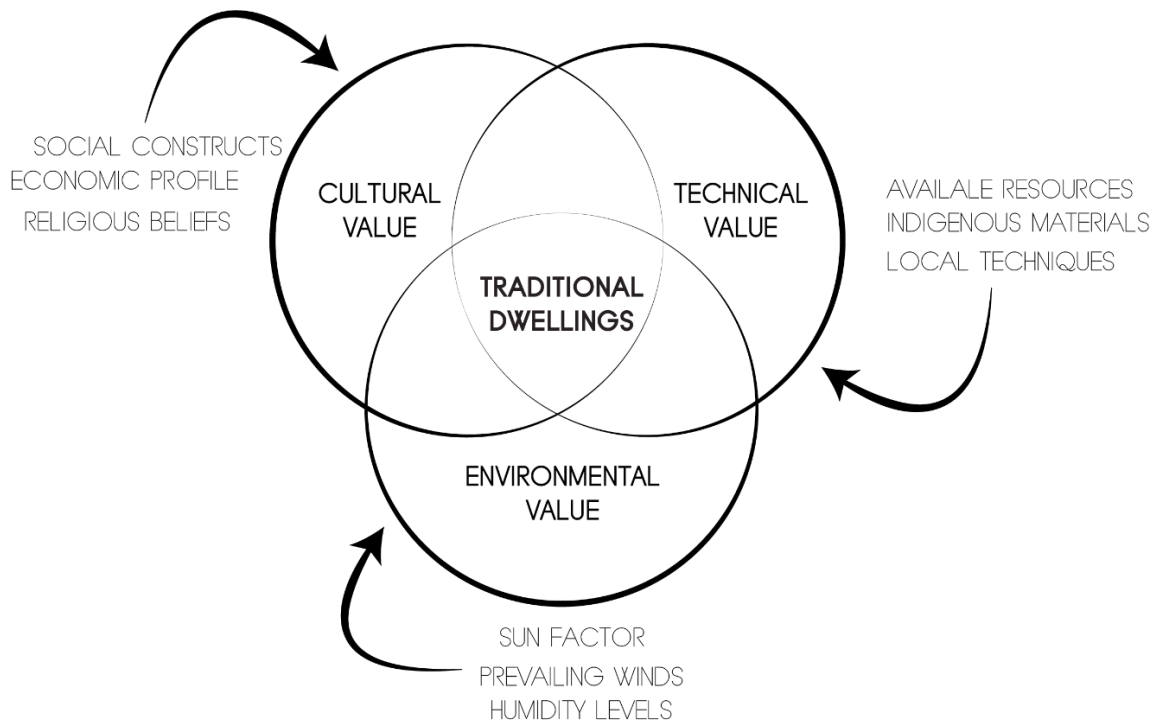 SOCIAL CONSTRUCTS
ECONOMIC PROFILE
RELIGIOUS BELIEFS
CULTURAL
VALUE
TECHNICAL
VALUE
AVAILALE RESOURCES
INDIGENOUS MATERIALS
LOCAL TECHNIQUES
TRADITIONAL
DWELLINGS
ENVIRONMENTAL
VALUE
SUN FACTOR
PREVAILING WINDS
HUMIDITY LEVELS